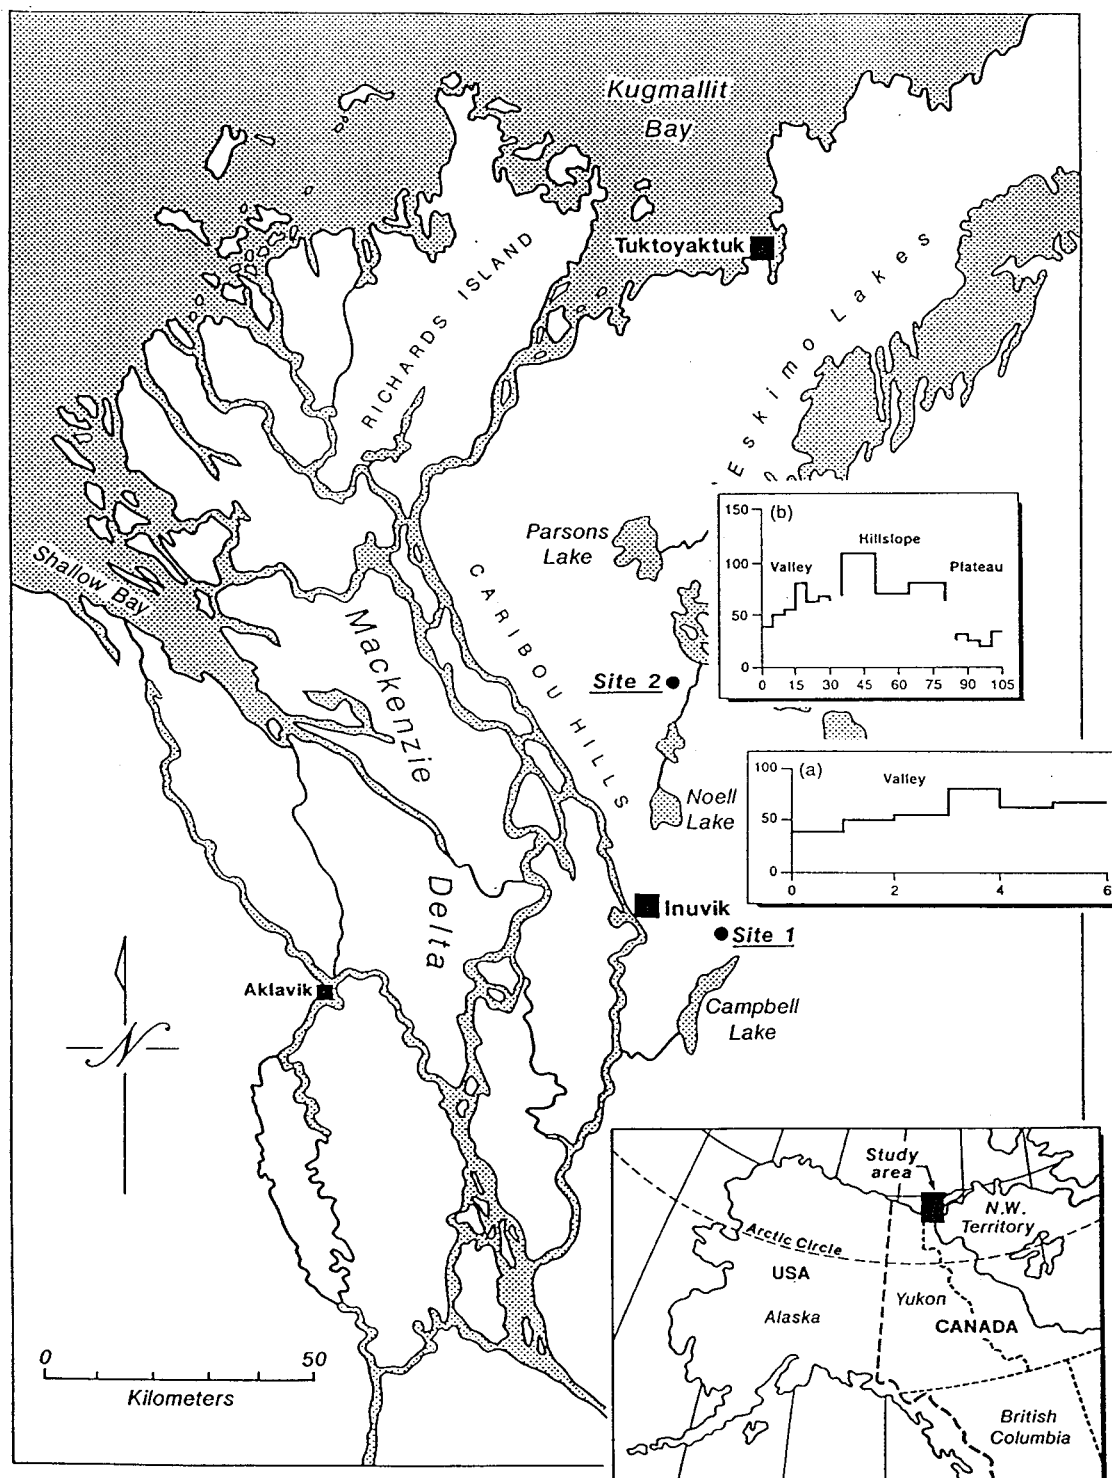 Kugmallit
Bay
Tuktoyaktuk
RICHARDS ISLAND
Eskimo Lakes
Parsons
Lake
Shallow Bay
CARIBOU HILLS
Mackenzie
Delta
Site 2
Noell
Lake
Inuvik
Site 1
Campbell
Lake
Aklavik
N
0 50
Kilometers
150 (b)
Hillslope
100 Valley Plateau
50
0
0 15 30 45 60 75 90 105
100 (a) Valley
50
0
0 2 4 6
Study
area
N.W.
Territory
Arctic Circle
USA
Yukon
Alaska
CANADA
British
Columbia